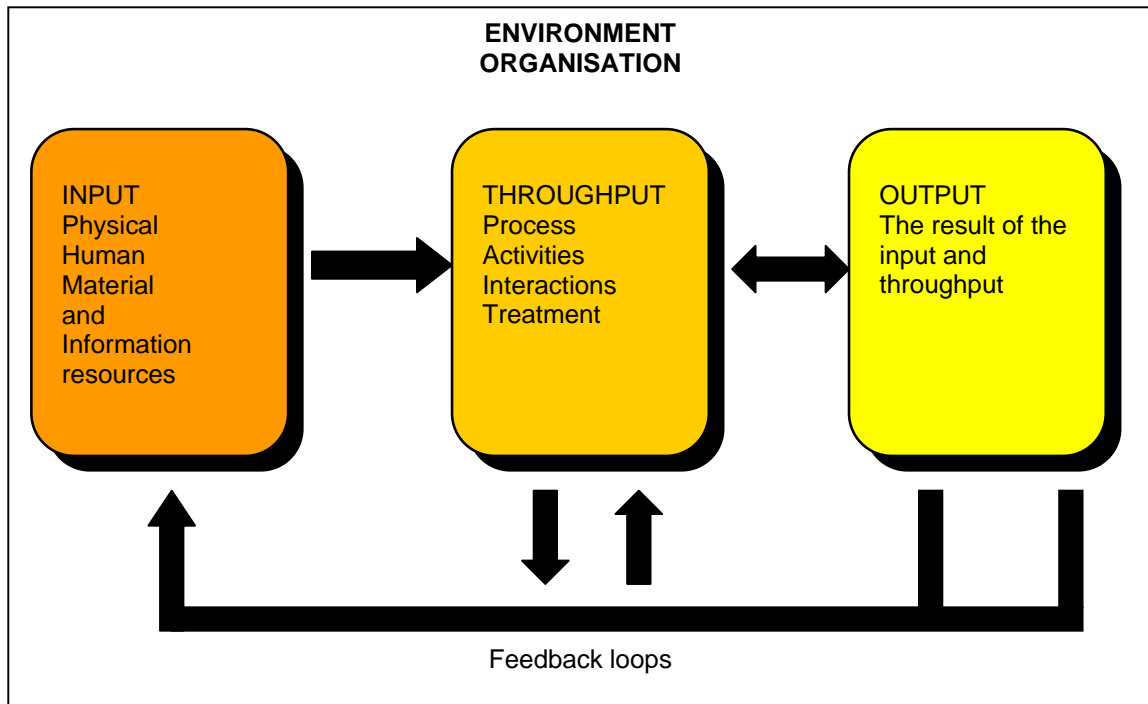 ENVIRONMENT
ORGANISATION
INPUT
Physical
Human
Material
and
Information
resources
THROUGHPUT
Process
Activities
Interactions
Treatment
OUTPUT
The result of the
input and
throughput
Feedback loops